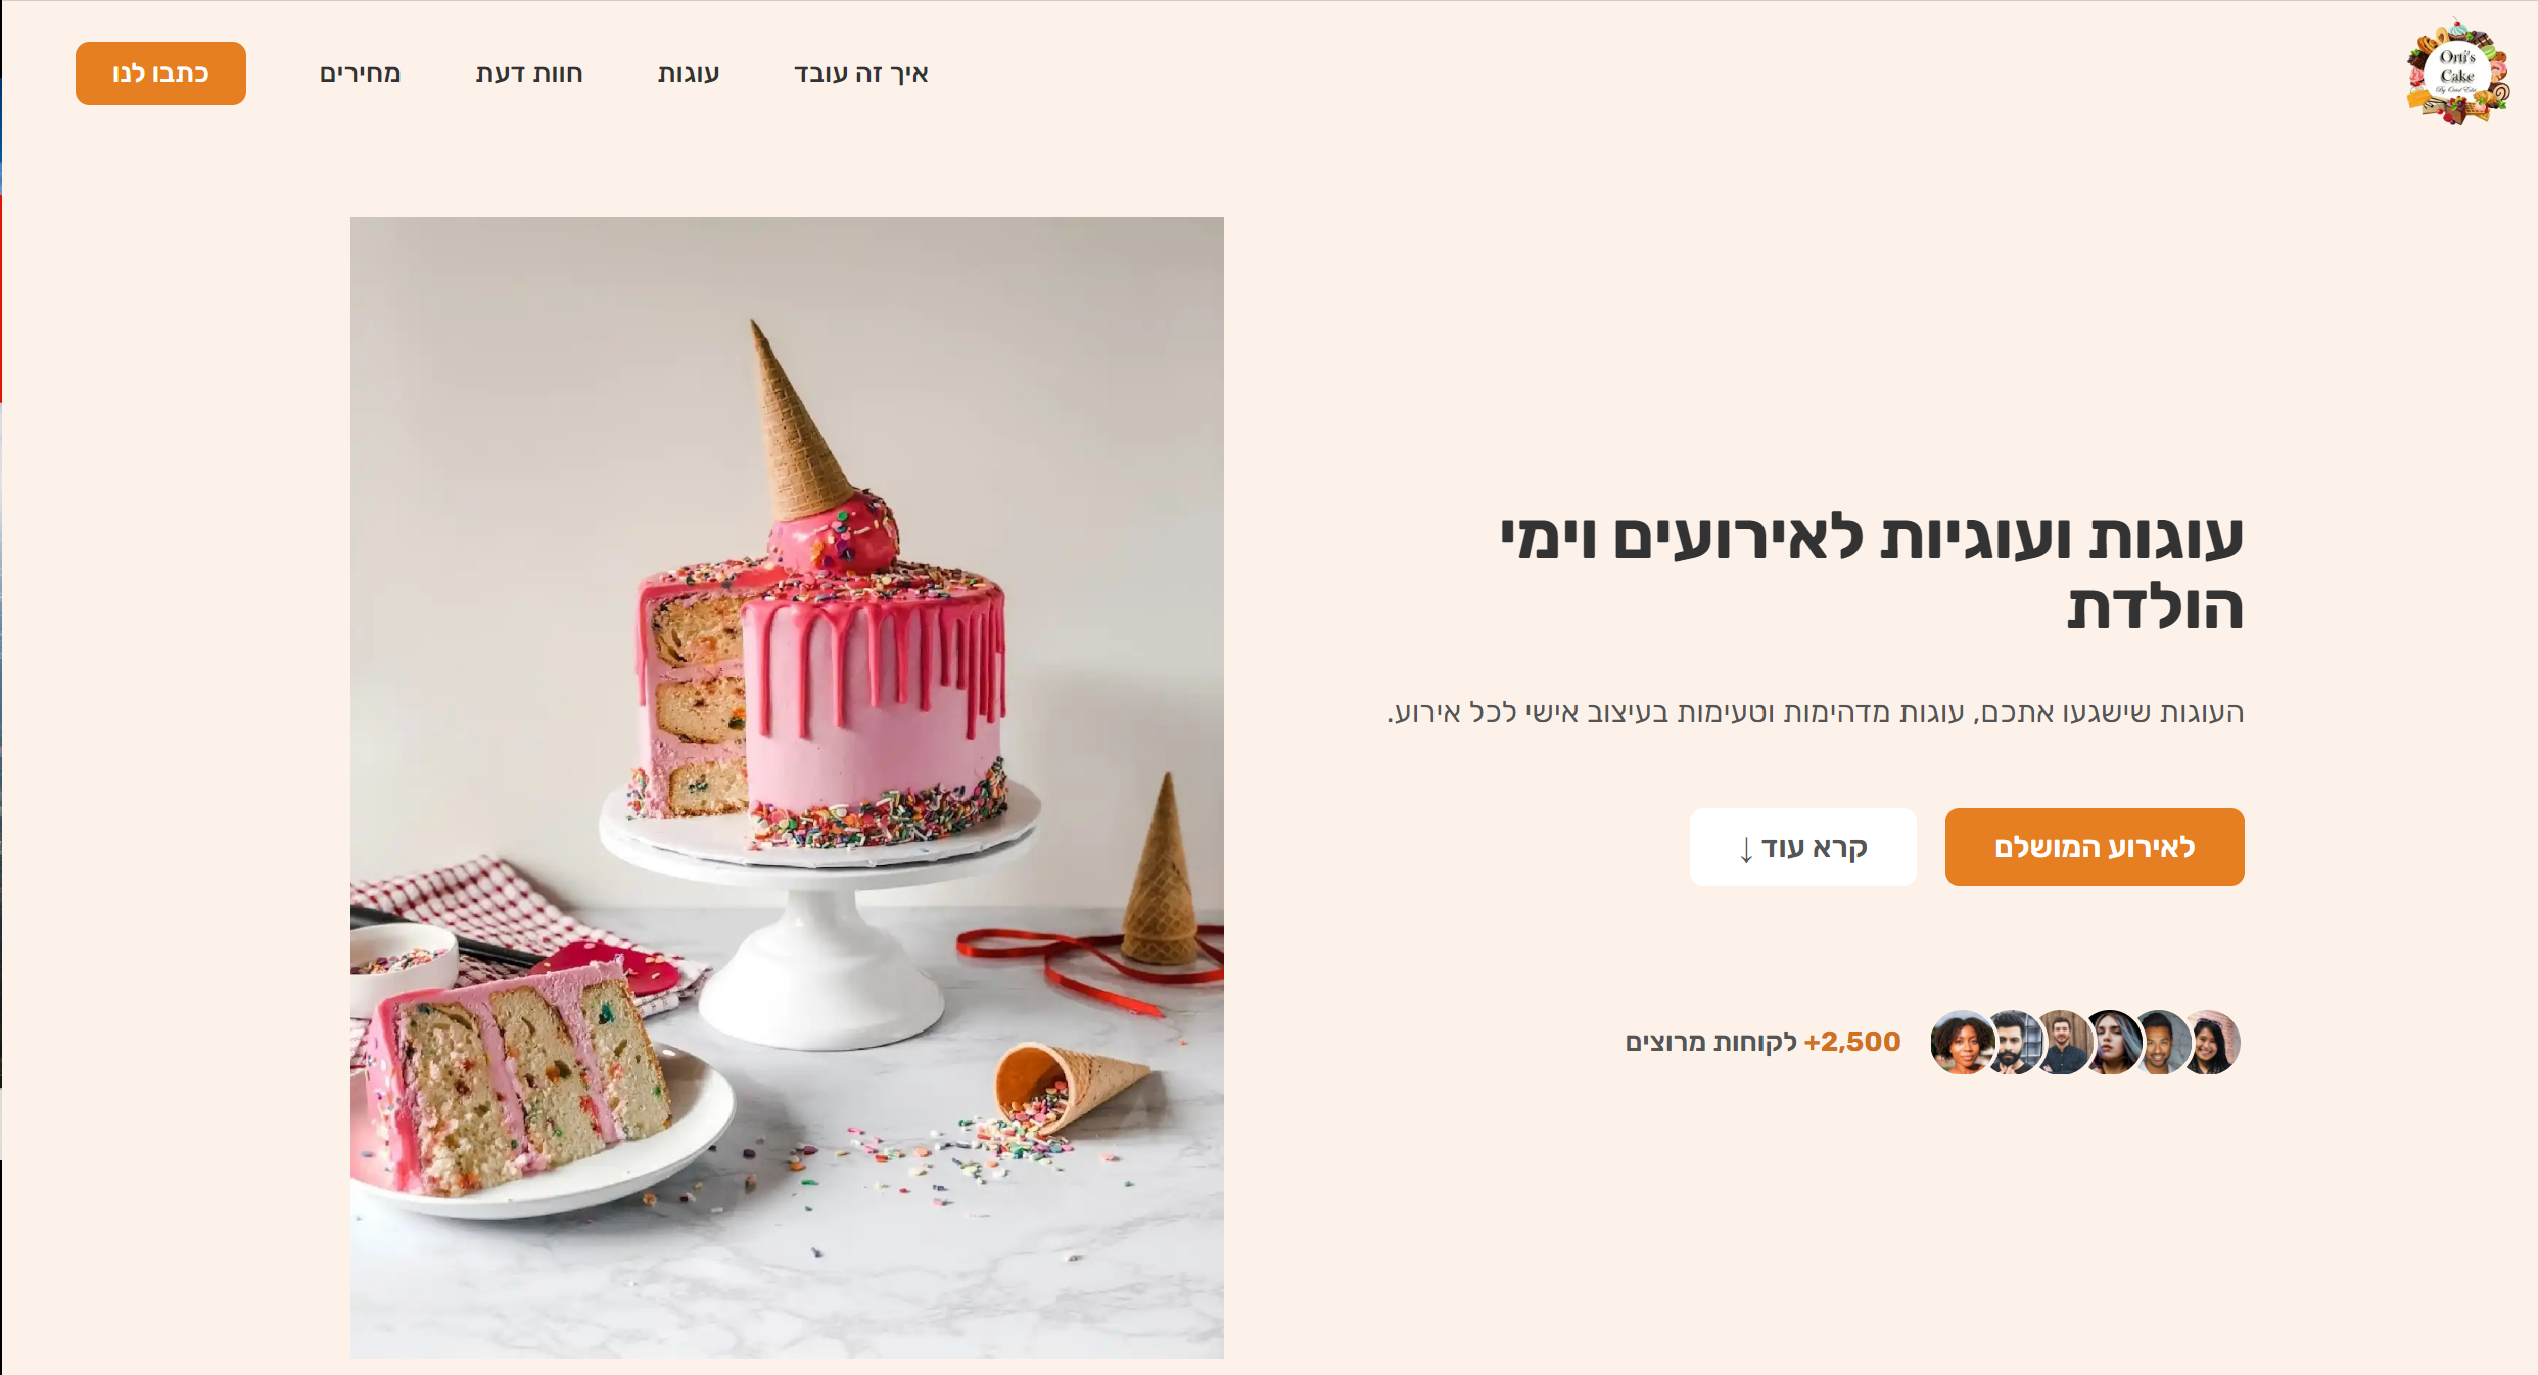 Orti's
Cake
איך זה עובד
עוגות
חוות דעת
מחירים
כתבו לנו
עוגות ועוגיות לאירועים וימי
הולדת
העוגות שישגעו אתכם, עוגות מדהימות וטעימות בעיצוב אישי לכל אירוע.
לאירוע המושלם
קרא עוד ↓
2,500+ לקוחות מרוצים